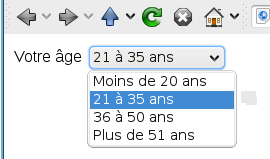 Votre âge 21 à 35 ans
Moins de 20 ans
21 à 35 ans
36 à 50 ans
Plus de 51 ans